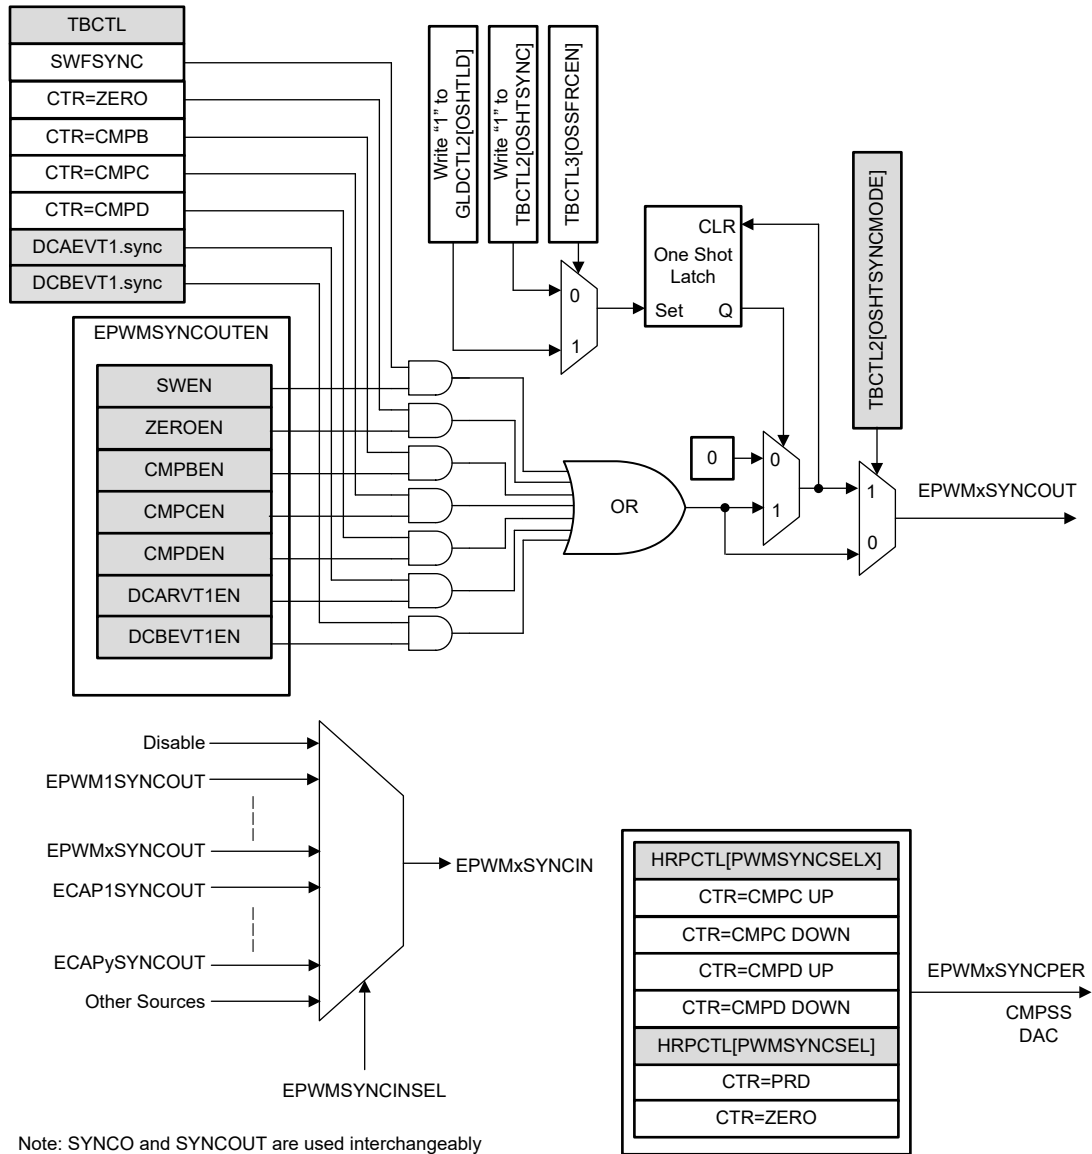 TBCTL
SWFSYNC
CTR=ZERO
CTR=CMPB
CTR=CMPC
CTR=CMPD
DCAEVT1.sync
DCBEVT1.sync
Write “1” to
GLDCTL2[OSHTLD]
Write “1” to
TBCTL2[OSHTSYNC]
TBCTL3[OSSFRCEN]
0
1
CLR
One Shot
Latch
Set
Q
TBCTL2[OSHTSYNCMODE]
EPWMSYNCOUTEN
SWEN
ZEROEN
CMPBEN
CMPCEN
CMPDEN
DCARVT1EN
DCBEVT1EN
OR
0
0
1
1
0
EPWMxSYNCOUT
Disable
EPWM1SYNCOUT
EPWMxSYNCOUT
ECAP1SYNCOUT
ECAPySYNCOUT
Other Sources
EPWMxSYNCIN
EPWMSYNCINSEL
HRPCTL[PWMSYNCSELX]
CTR=CMPC UP
CTR=CMPC DOWN
CTR=CMPD UP
CTR=CMPD DOWN
HRPCTL[PWMSYNCSEL]
CTR=PRD
CTR=ZERO
EPWMxSYNCPER
CMPSS
DAC
Note: SYNCO and SYNCOUT are used interchangeably